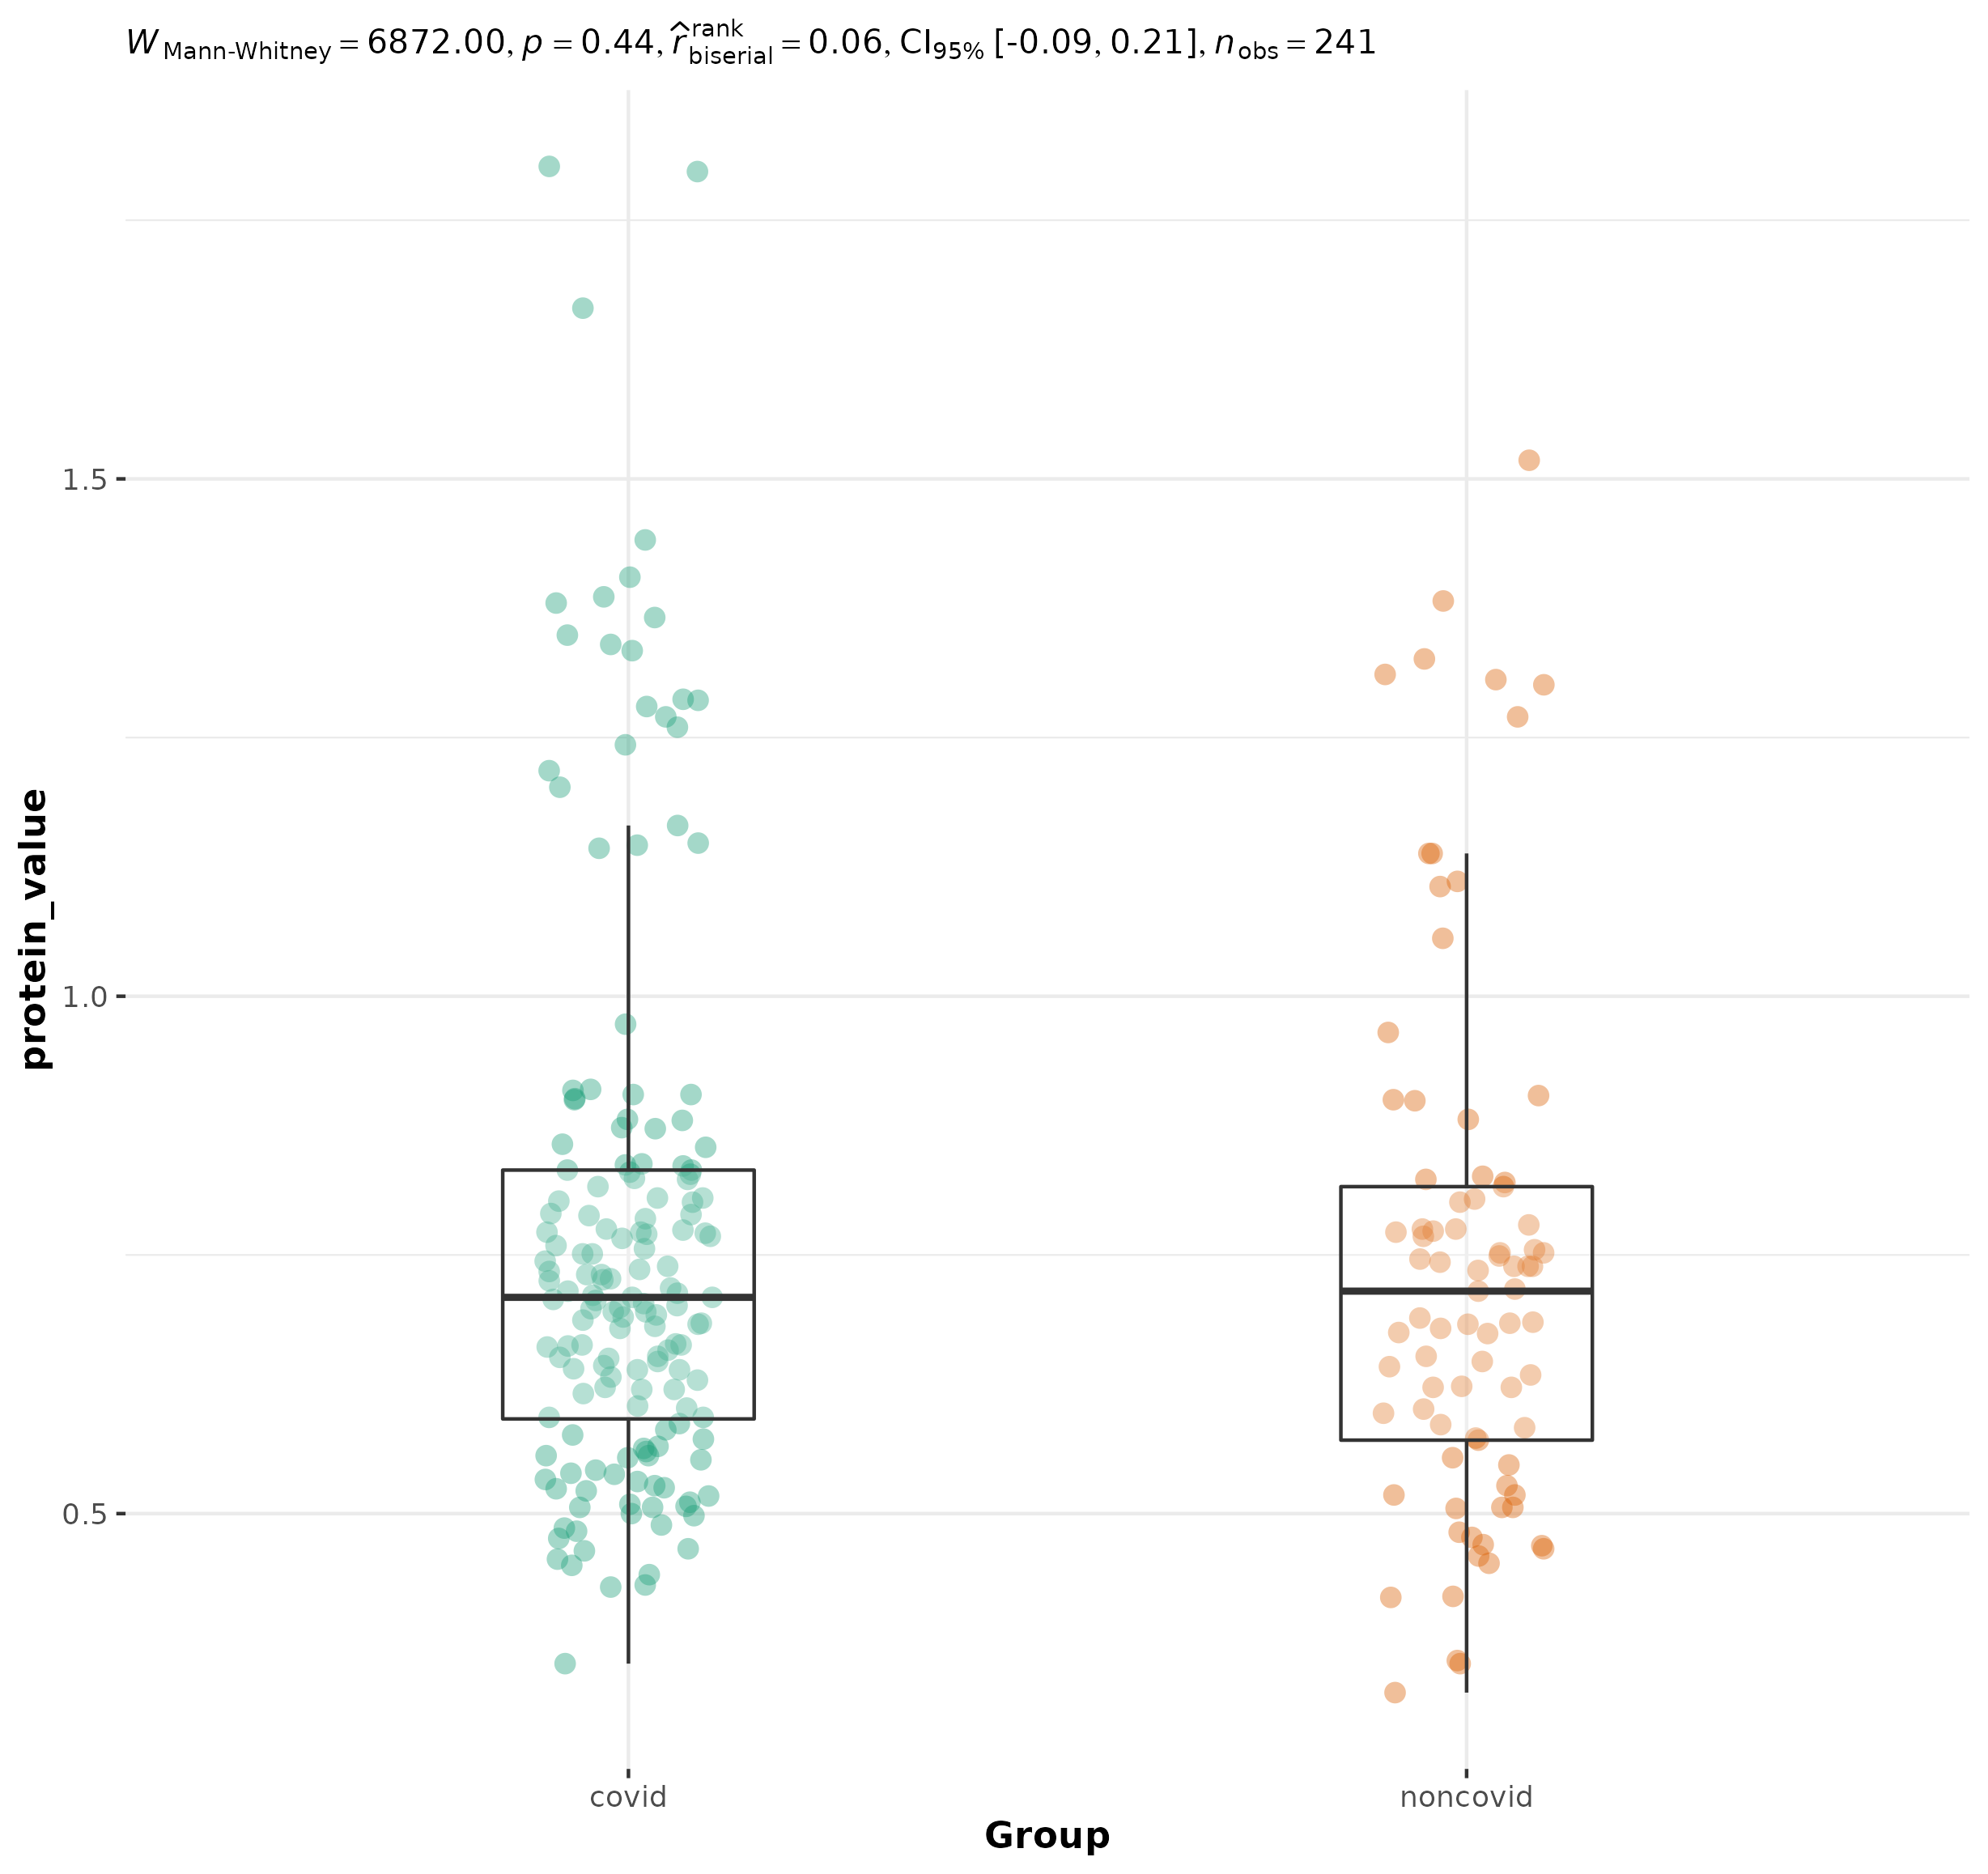 W Mann-Whitney = 6872.00, p = 0.44, r̂ rank biserial = 0.06, CI95% [-0.09, 0.21], nobs = 241
1.5
1.0
0.5
protein_value
covid noncovid
Group